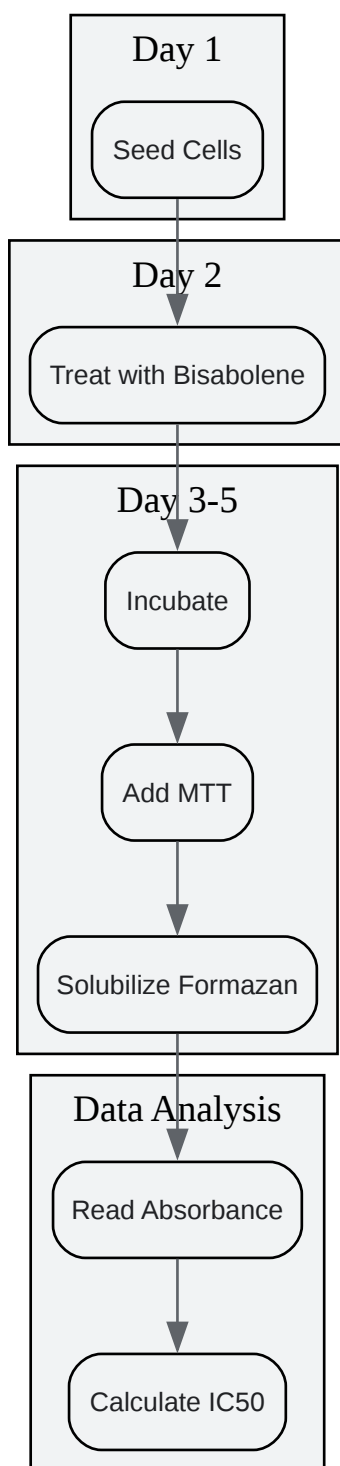 Day 1
Seed Cells
Day 2
Treat with Bisabolene
Day 3-5
Incubate
Add MTT
Solubilize Formazan
Data Analysis
Read Absorbance
Calculate IC50